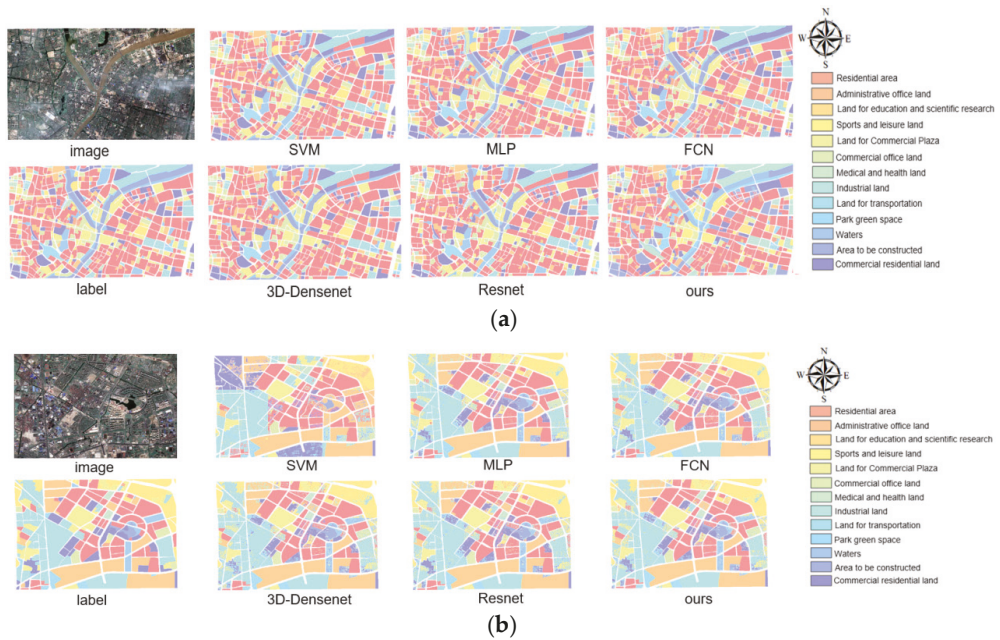 N
W E
S
Residential area
Administrative office land
Land for education and scientific research
Sports and leisure land
Land for Commercial Plaza
Commercial office land
Medical and health land
Industrial land
Land for transportation
Park green space
Waters
Area to be constructed
Commercial residential land
image SVM MLP FCN
label 3D-Densenet Resnet ours
(a)
N
W E
S
Residential area
Administrative office land
Land for education and scientific research
Sports and leisure land
Land for Commercial Plaza
Commercial office land
Medical and health land
Industrial land
Land for transportation
Park green space
Waters
Area to be constructed
Commercial residential land
image SVM MLP FCN
label 3D-Densenet Resnet ours
(b)